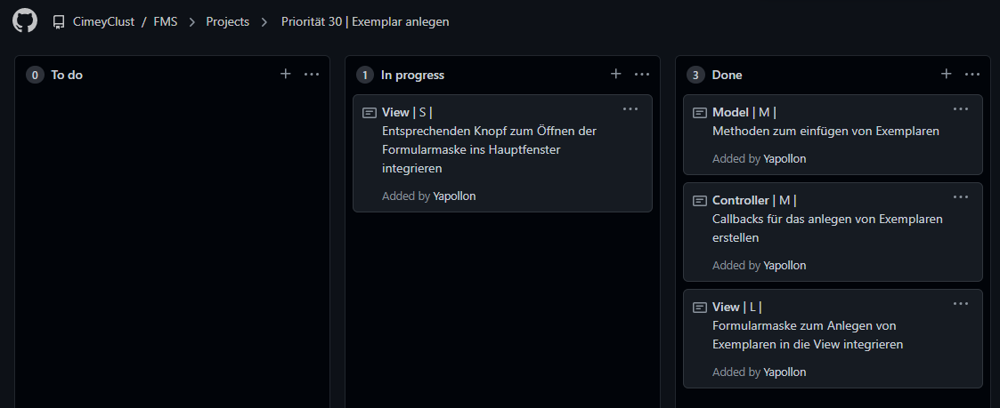 CimeyClust / FMS > Projects > Priorität 30 | Exemplar anlegen
0 To do
1 In progress
View | S |
Entsprechenden Knopf zum Öffnen der
Formularmaske ins Hauptfenster
integrieren
Added by Yapollon
3 Done
Model | M |
Methoden zum einfügen von Exemplaren
Added by Yapollon
Controller | M |
Callbacks für das anlegen von Exemplaren
erstellen
Added by Yapollon
View | L |
Formularmaske zum Anlegen von
Exemplaren in die View integrieren
Added by Yapollon